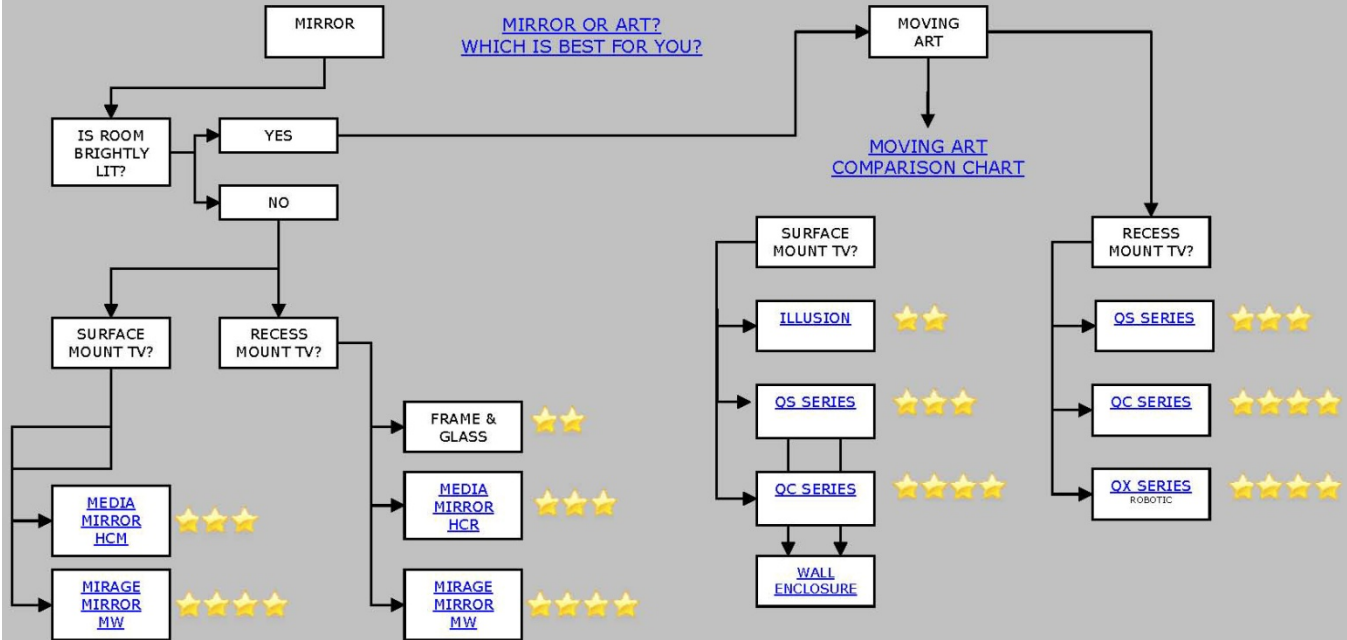 MIRROR
MIRROR OR ART?
WHICH IS BEST FOR YOU?
MOVING
ART
IS ROOM
BRIGHTLY
LIT?
YES
NO
MOVING ART
COMPARISON CHART
SURFACE
MOUNT TV?
RECESS
MOUNT TV?
SURFACE
MOUNT TV?
RECESS
MOUNT TV?
ILLUSION
QS SERIES
QS SERIES
QC SERIES
FRAME &
GLASS
QC SERIES
QX SERIES
ROBOTIC
MEDIA
MIRROR
HCM
MEDIA
MIRROR
HCR
MIRAGE
MIRROR
MW
MIRAGE
MIRROR
MW
WALL
ENCLOSURE